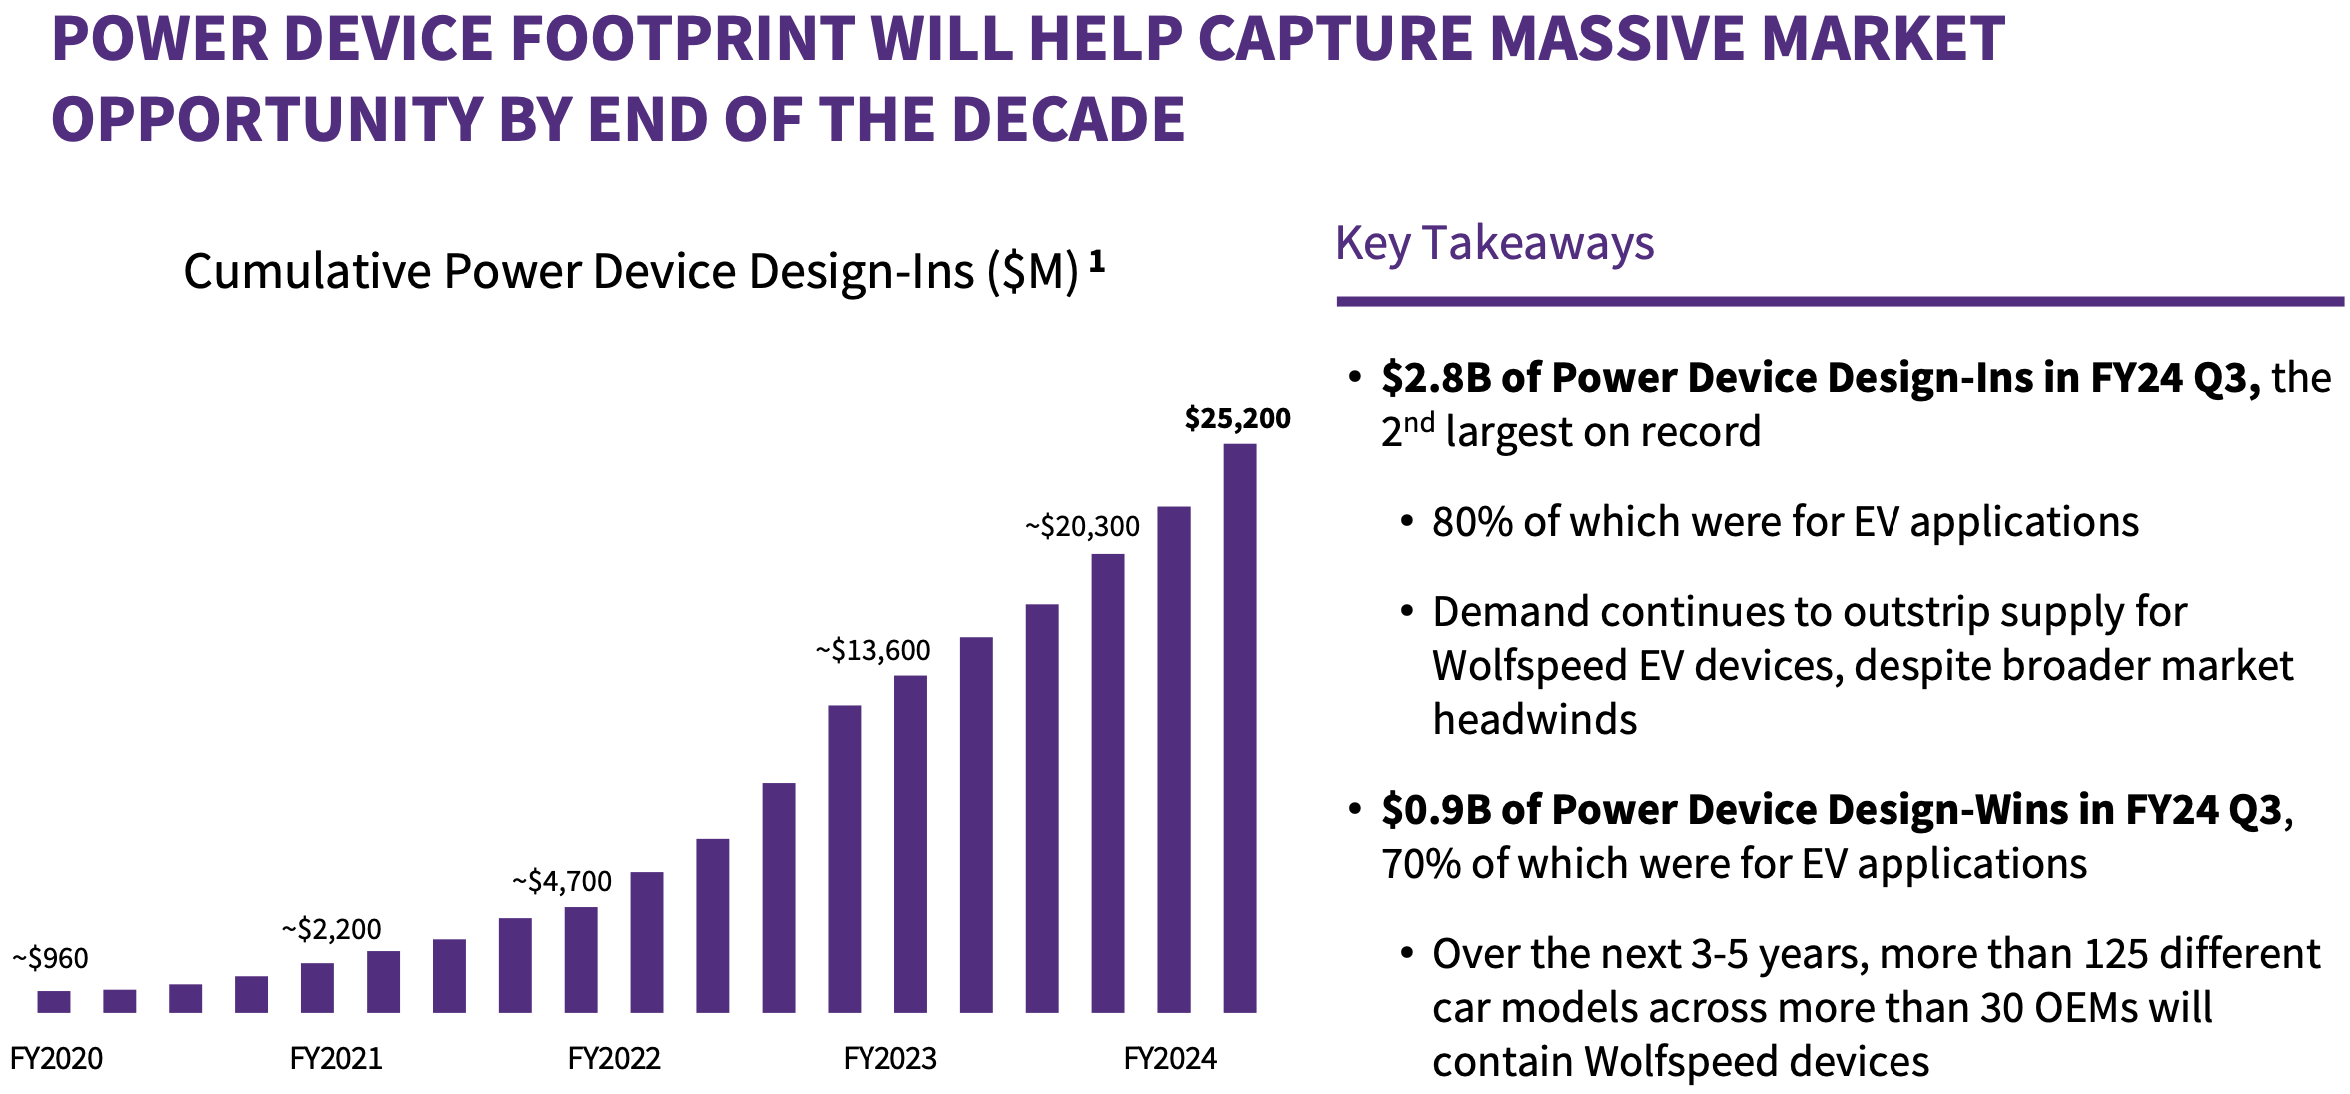 POWER DEVICE FOOTPRINT WILL HELP CAPTURE MASSIVE MARKET
OPPORTUNITY BY END OF THE DECADE
Cumulative Power Device Design-Ins ($M) 1
~$960
~$2,200
~$4,700
~$13,600
~$20,300
$25,200
FY2020
FY2021
FY2022
FY2023
FY2024
Key Takeaways
• $2.8B of Power Device Design-Ins in FY24 Q3, the
2nd largest on record
• 80% of which were for EV applications
• Demand continues to outstrip supply for
Wolfspeed EV devices, despite broader market
headwinds
• $0.9B of Power Device Design-Wins in FY24 Q3,
70% of which were for EV applications
• Over the next 3-5 years, more than 125 different
car models across more than 30 OEMs will
contain Wolfspeed devices